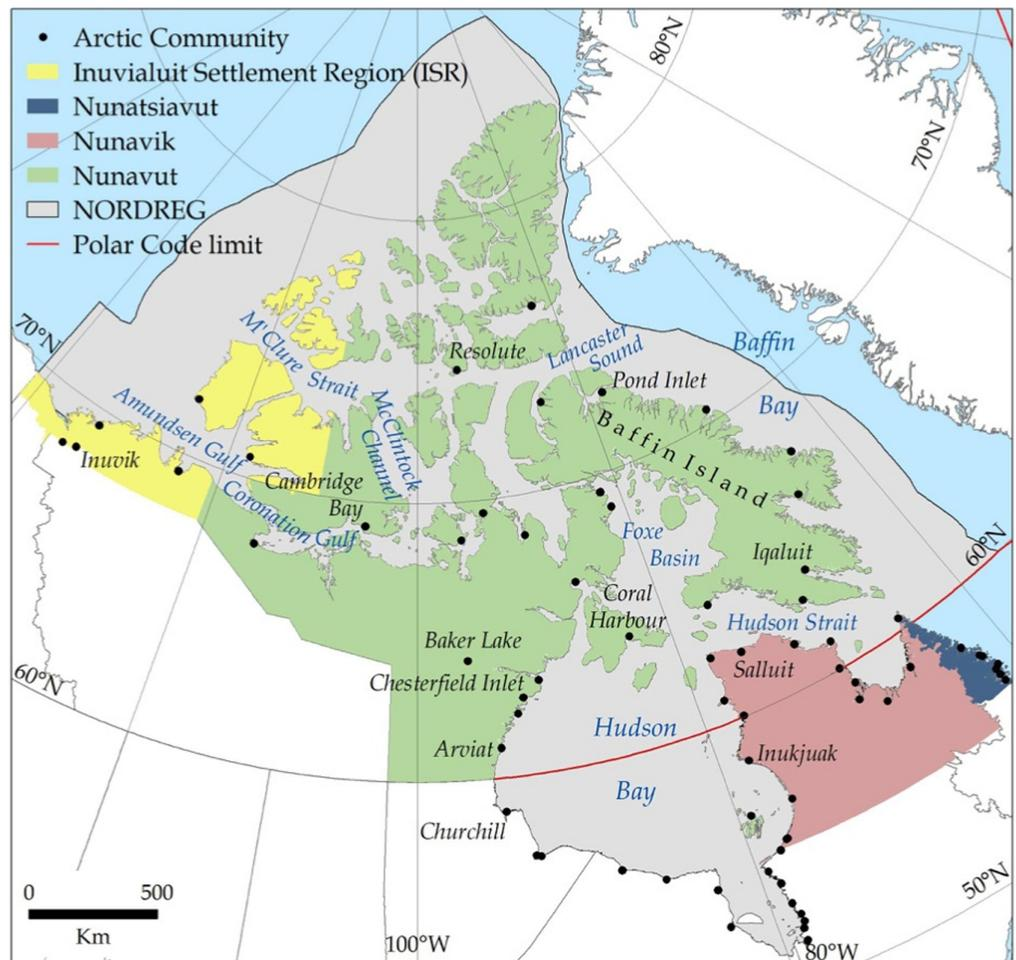 Arctic Community
Inuvialuit Settlement Region (ISR)
Nunatsiavut
Nunavik
Nunavut
NORDREG
Polar Code limit
80°N
70°N
70°N
M'Clure Strait
Resolute
Lancaster
Sound
Baffin
Bay
Pond Inlet
Baffin Island
Amundsen Gulf
McClintock
Channel
Inuvik
Cambridge
Bay
Coronation Gulf
Foxe
Basin
Iqaluit
60°N
Coral
Harbour
Hudson Strait
Baker Lake
Salluit
Chesterfield Inlet
60°N
Hudson
Bay
Arviat
Inukjuak
Churchill
50°N
0 500
Km
100°W
80°W